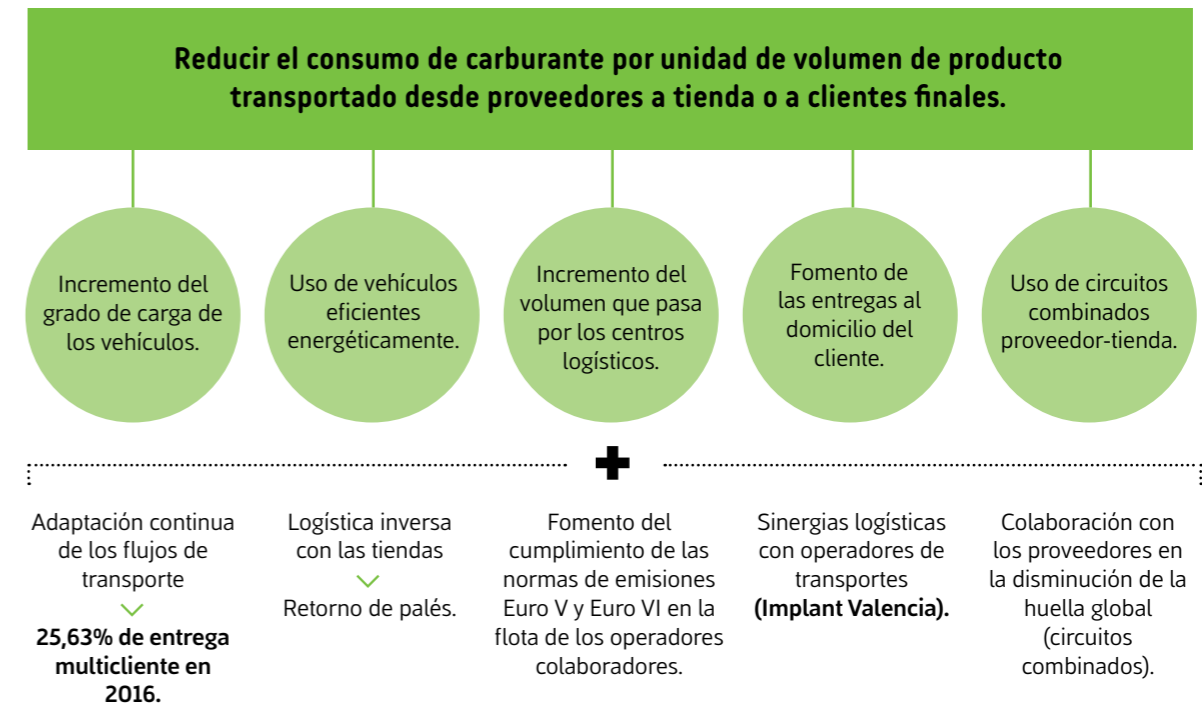 Reducir el consumo de carburante por unidad de volumen de producto
transportado desde proveedores a tienda o a clientes finales.
Incremento del
grado de carga de
los vehículos.
Uso de vehículos
eficientes
energéticamente.
Incremento del
volumen que pasa
por los centros
logísticos.
Fomento de
las entregas al
domicilio del
cliente.
Uso de circuitos
combinados
proveedor-tienda.
Adaptación continua
de los flujos de
transporte
25,63% de entrega
multicliente en
2016.
Logística inversa
con las tiendas
Retorno de palés.
Fomento del
cumplimiento de las
normas de emisiones
Euro V y Euro VI en la
flota de los operadores
colaboradores.
Sinergias logísticas
con operadores de
transportes
(Implant Valencia).
Colaboración con
los proveedores en
la disminución de la
huella global
(circuitos
combinados).